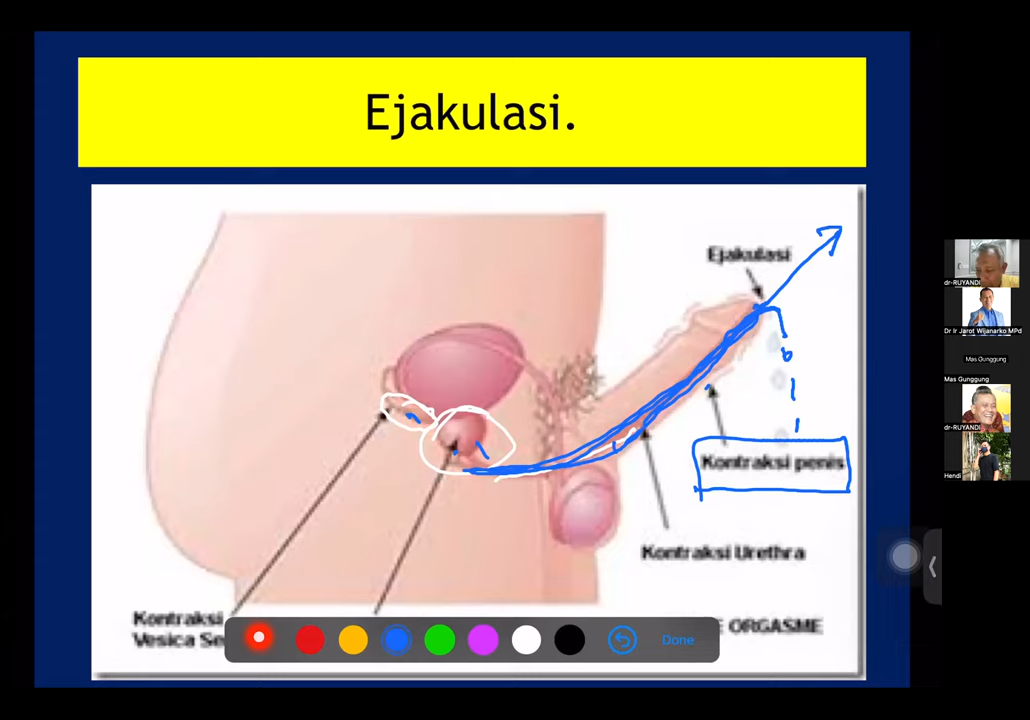 Ejakulasi.
Ejakulasi
Kontraksi penis
Kontraksi Urethra
Kontraksi
Vesica Se
ORGASME
Done
dr-RUYANDI
Dr Ir Jarot Wijanarko MPd
Mas Gunggung
Mas Gunggung
dr-RUYANDI
Hendi